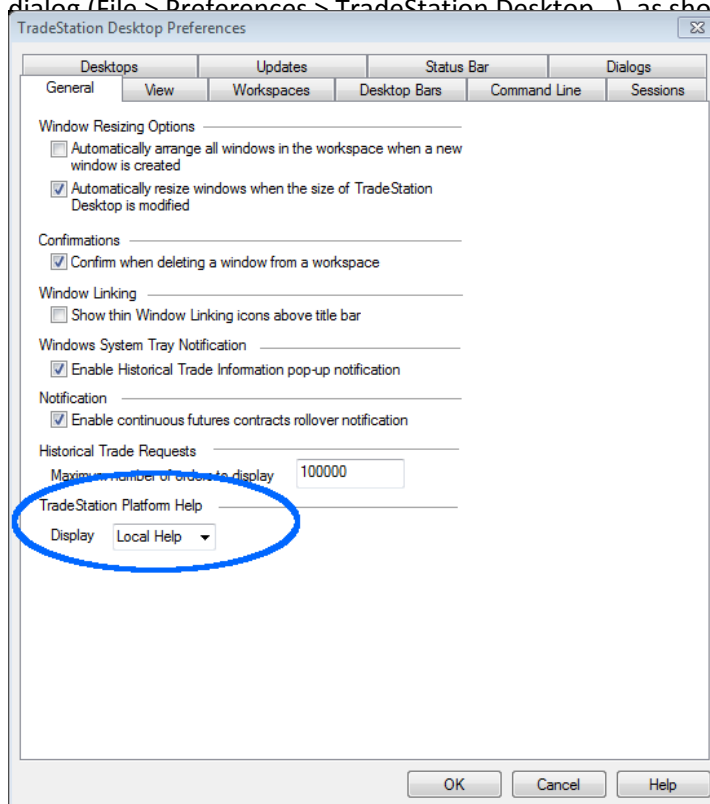 dialog (File > Preferences > TradeStation Desktop...), as sho
TradeStation Desktop Preferences
Desktops Updates Status Bar Dialogs
General View Workspaces Desktop Bars Command Line Sessions
Window Resizing Options
Automatically arrange all windows in the workspace when a new
window is created
Automatically resize windows when the size of TradeStation
Desktop is modified
Confirmations
Confirm when deleting a window from a workspace
Window Linking
Show thin Window Linking icons above title bar
Windows System Tray Notification
Enable Historical Trade Information pop-up notification
Notification
Enable continuous futures contracts rollover notification
Historical Trade Requests
Maximum number of orders to display 100000
TradeStation Platform Help
Display Local Help
OK Cancel Help